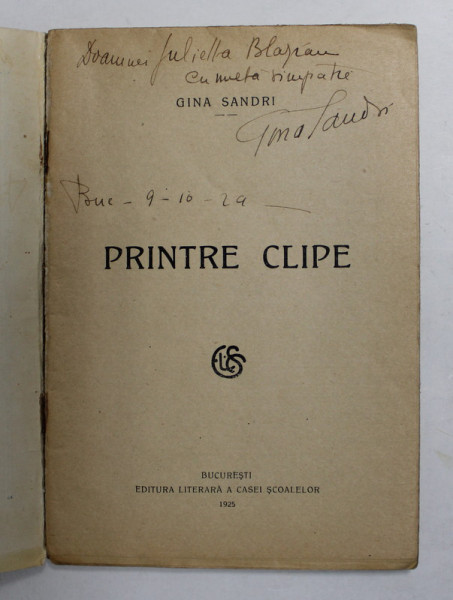 Doamnei Julietta Blazian
cu multa simpatie
GINA SANDRI
Gina Sandri
Buc - 9 - 10 - 29
PRINTRE CLIPE
BUCUREȘTI
EDITURA LITERARĂ A CASEI ȘCOALELOR
1925